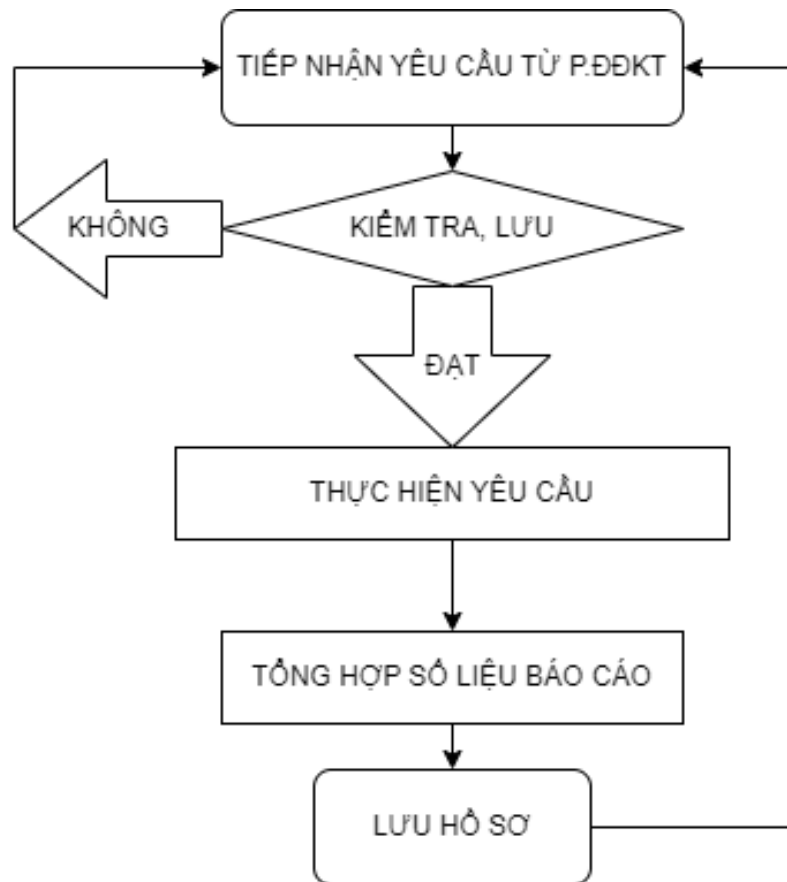 TIẾP NHẬN YÊU CẦU TỪ P.ĐĐKT
KHÔNG
KIỂM TRA, LƯU
ĐẠT
THỰC HIỆN YÊU CẦU
TỔNG HỢP SỐ LIỆU BÁO CÁO
LƯU HỒ SƠ